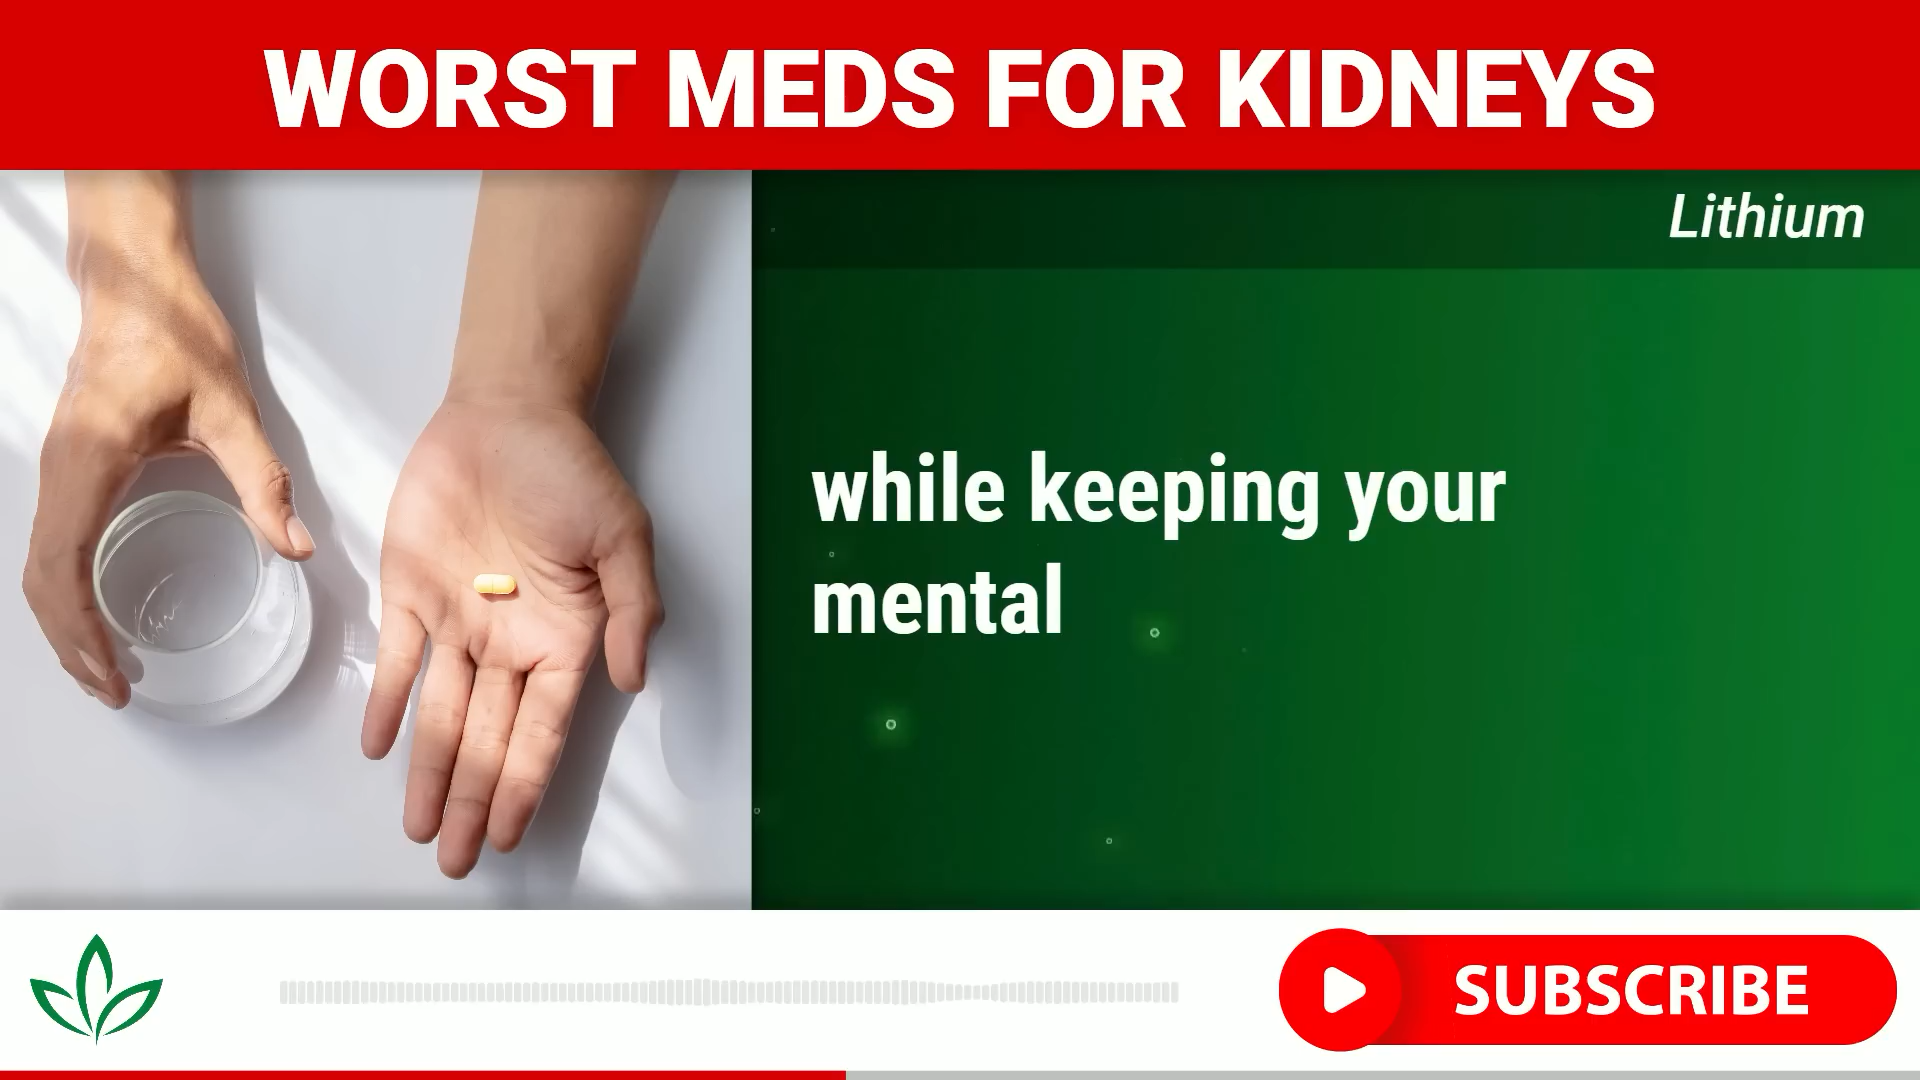 WORST MEDS FOR KIDNEYS
Lithium
while keeping your
mental
SUBSCRIBE